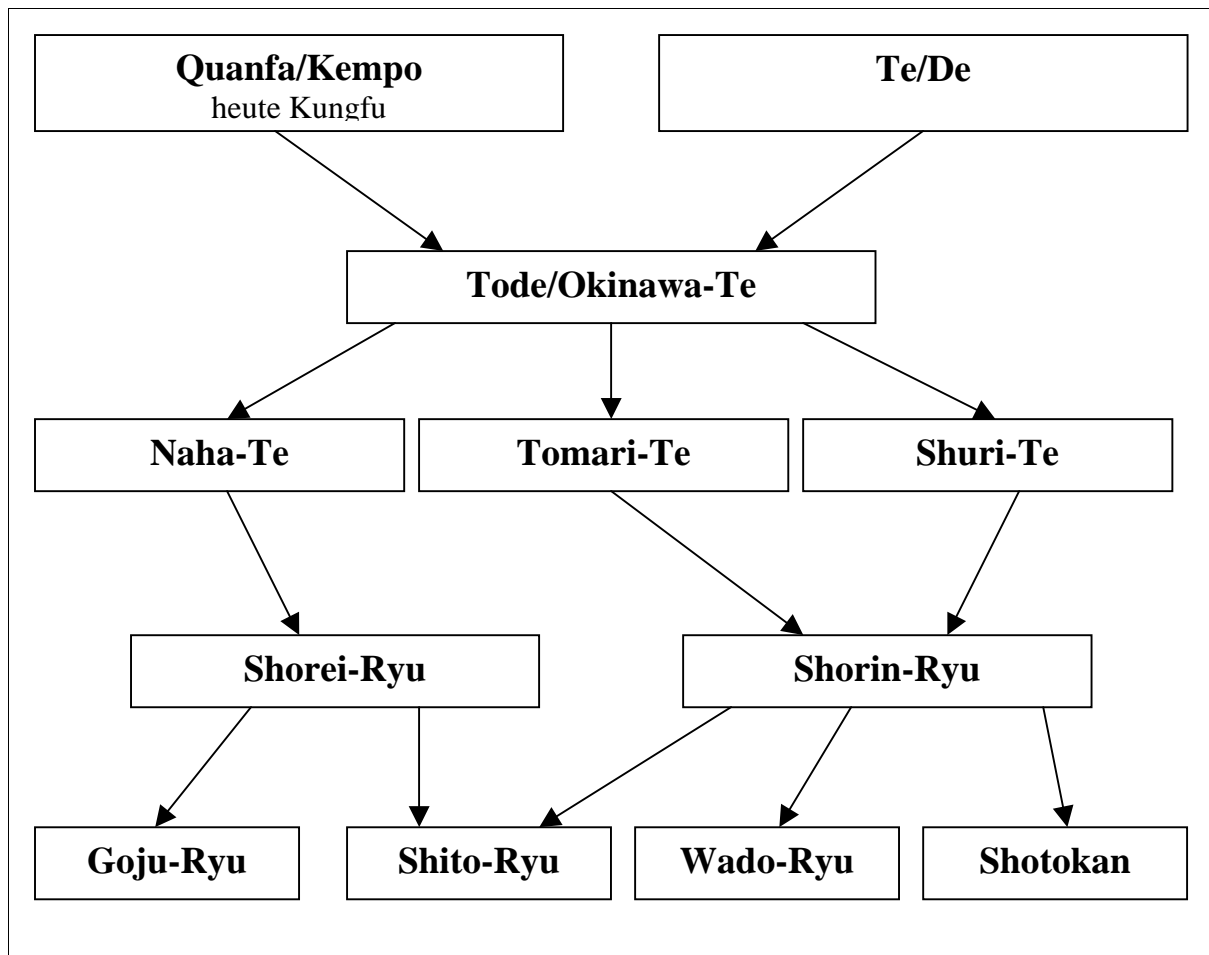 Quanfa/Kempo
heute Kungfu
Te/De
Tode/Okinawa-Te
Naha-Te
Tomari-Te
Shuri-Te
Shorei-Ryu
Shorin-Ryu
Goju-Ryu
Shito-Ryu
Wado-Ryu
Shotokan